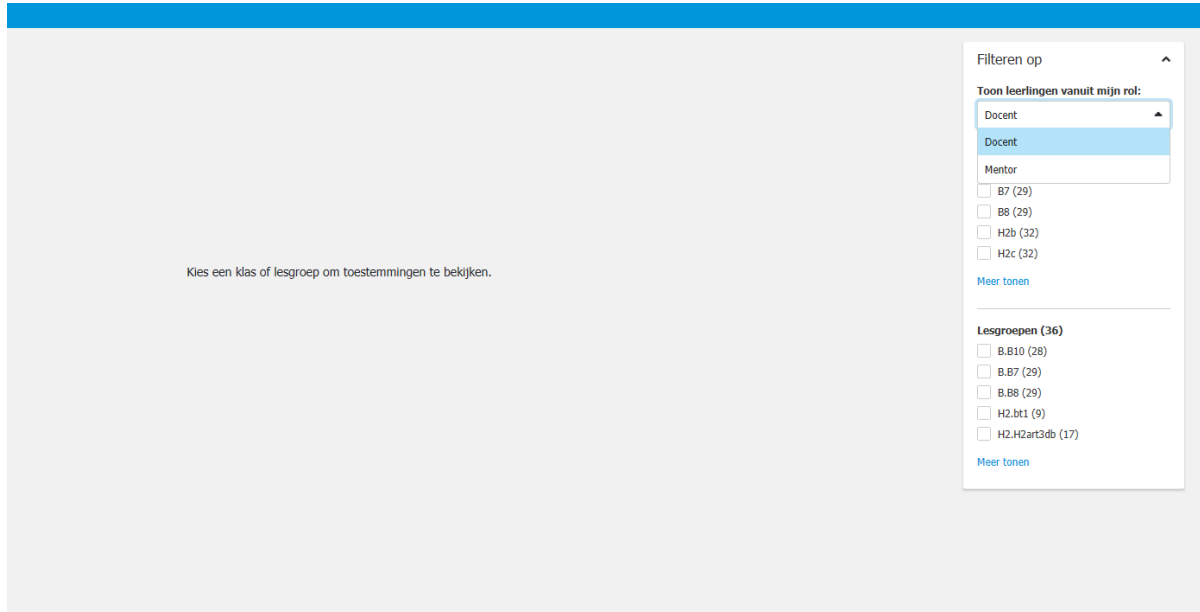 Filteren op
Toon leerlingen vanuit mijn rol:
Docent
Docent
Mentor
B7 (29)
B8 (29)
H2b (32)
H2c (32)
Kies een klas of lesgroep om toestemmingen te bekijken.
Meer tonen
Lesgroepen (36)
B.B10 (28)
B.B7 (29)
B.B8 (29)
H2.bt1 (9)
H2.H2art3db (17)
Meer tonen